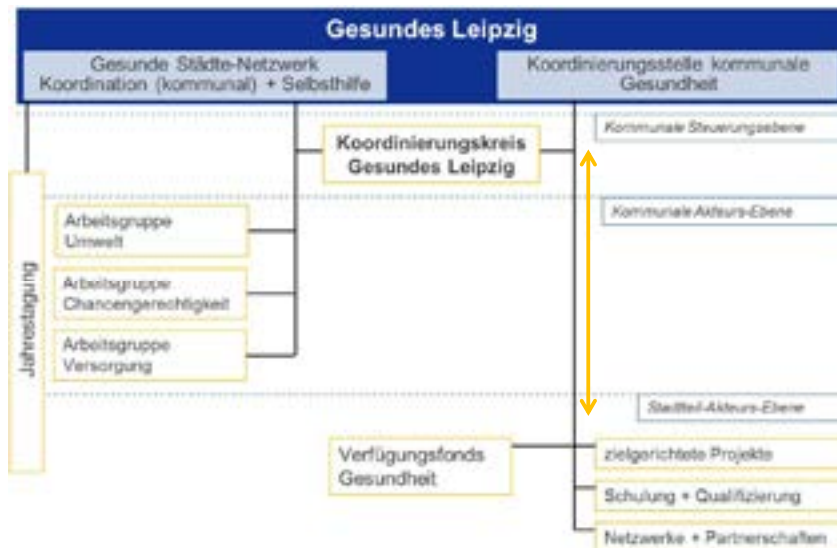 Gesundes Leipzig
Gesunde Städte-Netzwerk
Koordination (kommunal) + Selbsthilfe
Koordinierungsstelle kommunale
Gesundheit
Kommunale Steuerungsebene
Koordinierungskreis
Gesundes Leipzig
Kommunale Akteurs-Ebene
Jahrestagung
Arbeitsgruppe
Umwelt
Arbeitsgruppe
Chancengerechtigkeit
Arbeitsgruppe
Versorgung
Stadtteil-Akteurs-Ebene
Verfügungsfonds
Gesundheit
zielgerichtete Projekte
Schulung + Qualifizierung
Netzwerke + Partnerschaften